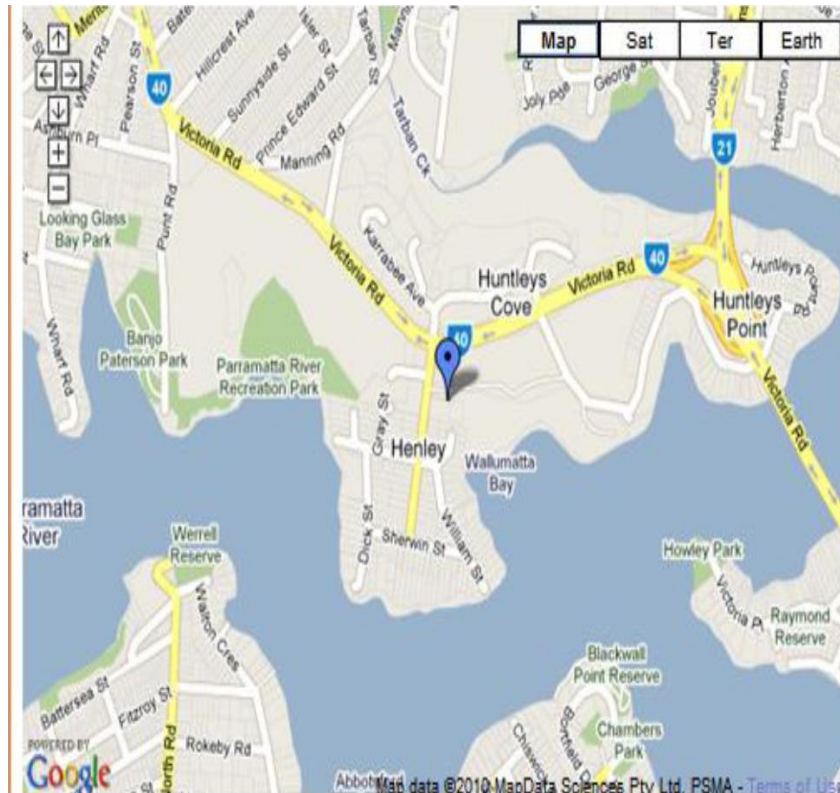 Map
Sat
Ter
Earth
Wharf Rd
Pearson St
Hillcrest Ave
Sunnyside St
Prince Edward St
Tarban St
Manning Rd
Tarban Ck
Joly Pde
George St
40
Victoria Rd
21
Looking Glass
Bay Park
Punt Rd
Karrabee Ave
Victoria Rd
Huntleys
Cove
Victoria Rd
40
Huntleys
Point
Wharf Rd
Banjo
Paterson Park
Parramatta River
Recreation Park
40
Victoria Rd
Gray St
Henley
Wallumatta
Bay
ramatta
River
Dick St
Sherwin St
William St
Werrell
Reserve
Howley Park
Victoria Pl
Raymond
Reserve
Walton Cres
Battersea St
Fitzroy St
Rokeby Rd
orth Rd
Blackwall
Point Reserve
Chambers
Park
Chiswick
POWERED BY
Google
Map data ©2010 MapData Sciences Pty Ltd, PSMA - Terms of Use